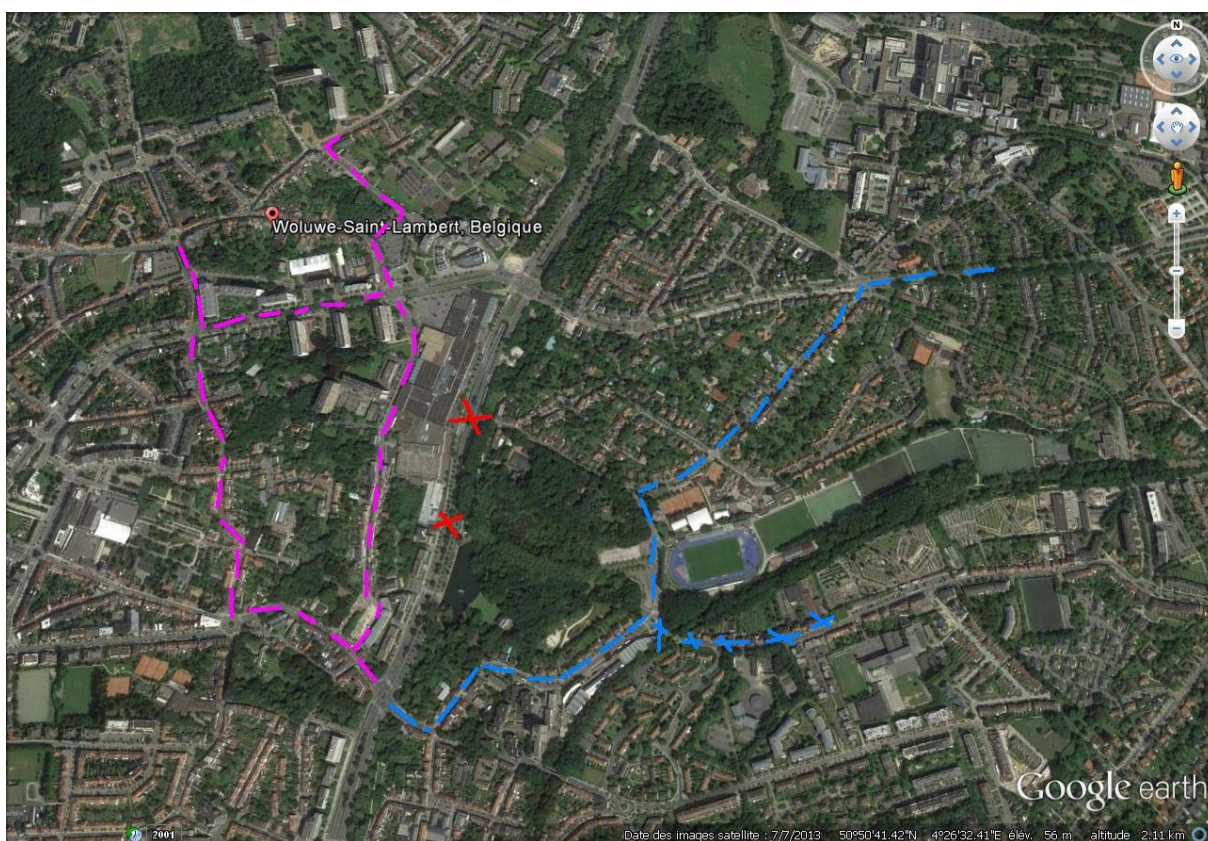 N
Woluwe-Saint-Lambert, Belgique
Google earth
2001
Date des images satellite : 7/7/2013 50°50'41.42"N 4°26'32.41"E élév. 56 m altitude 2.11 km